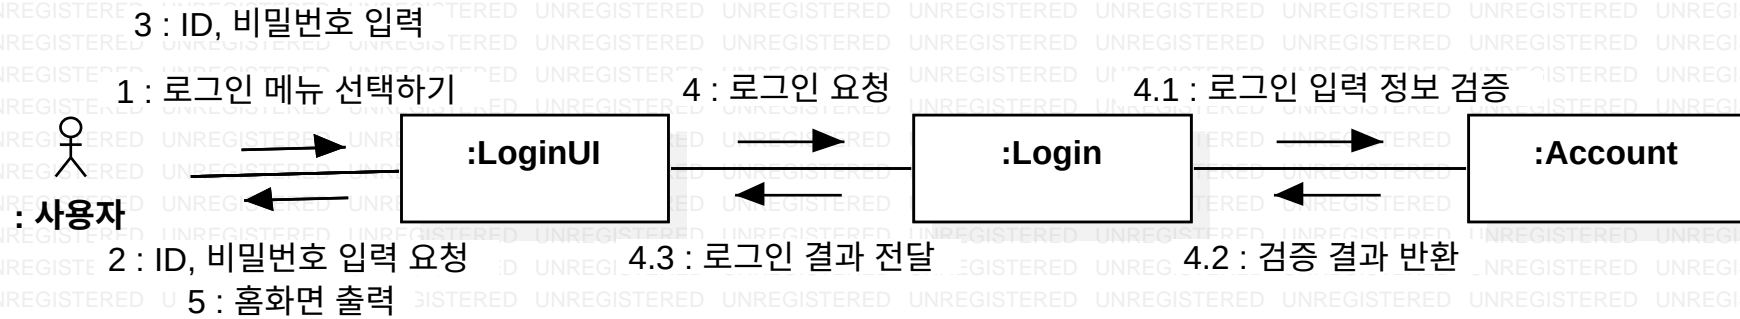 3 : ID, 비밀번호 입력
1 : 로그인 메뉴 선택하기
4 : 로그인 요청
4.1 : 로그인 입력 정보 검증
:LoginUI
:Login
:Account
: 사용자
2 : ID, 비밀번호 입력 요청
4.3 : 로그인 결과 전달
4.2 : 검증 결과 반환
5 : 홈화면 출력
UNREGISTERED